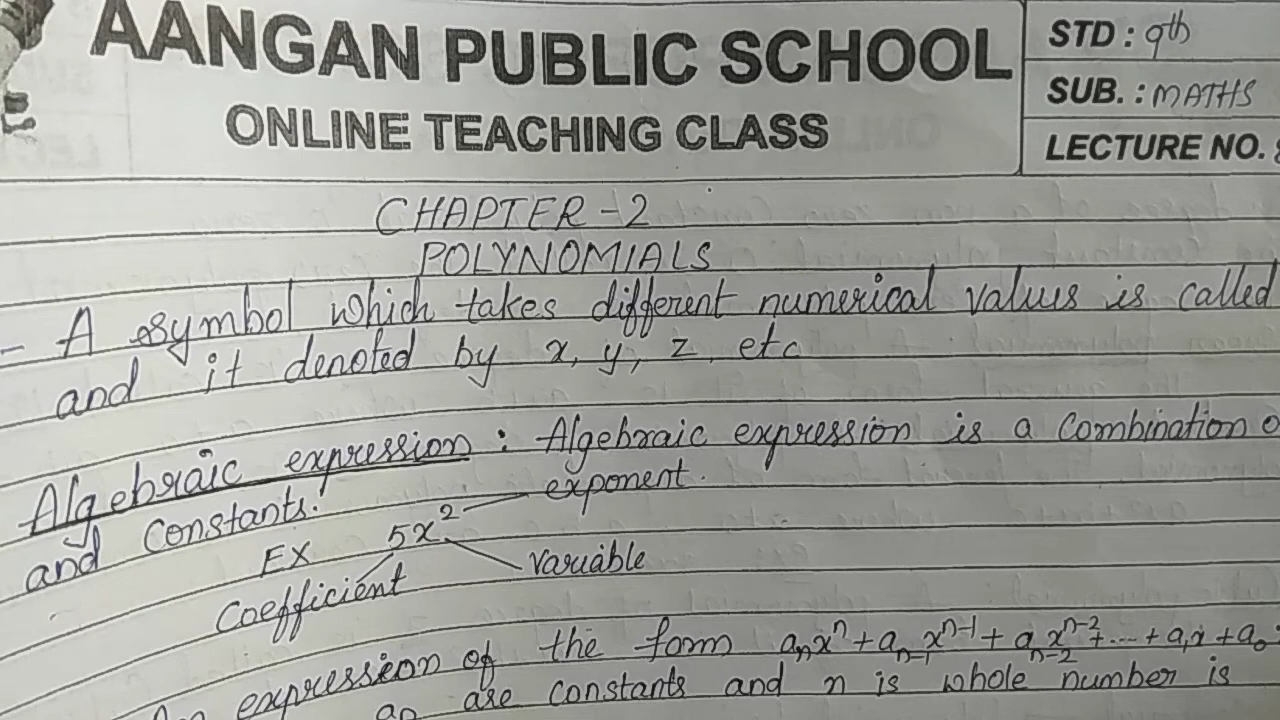 AANGAN PUBLIC SCHOOL
ONLINE TEACHING CLASS
STD : 9th
SUB. : MATHS
LECTURE NO.
CHAPTER - 2
POLYNOMIALS
- A symbol which takes different numerical values is called
and it denoted by x, y, z etc
Algebraic expression : Algebraic expression is a combination
and constants.
exponent.
EX 5x²
variable
Coefficient
expression of the form aₙxⁿ + aₙ₋₁xⁿ⁻¹ + aₙ₋₂xⁿ⁻² + .... + a₁x + a₀
are constants and n is whole number is